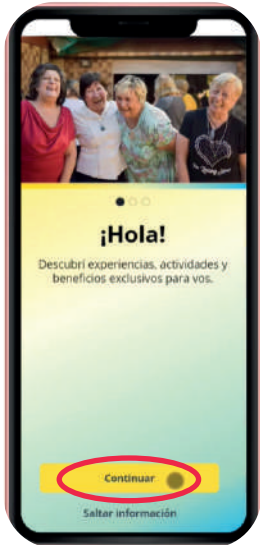 ¡Hola!
Descubrí experiencias, actividades y
beneficios exclusivos para vos.
Continuar
Saltar información